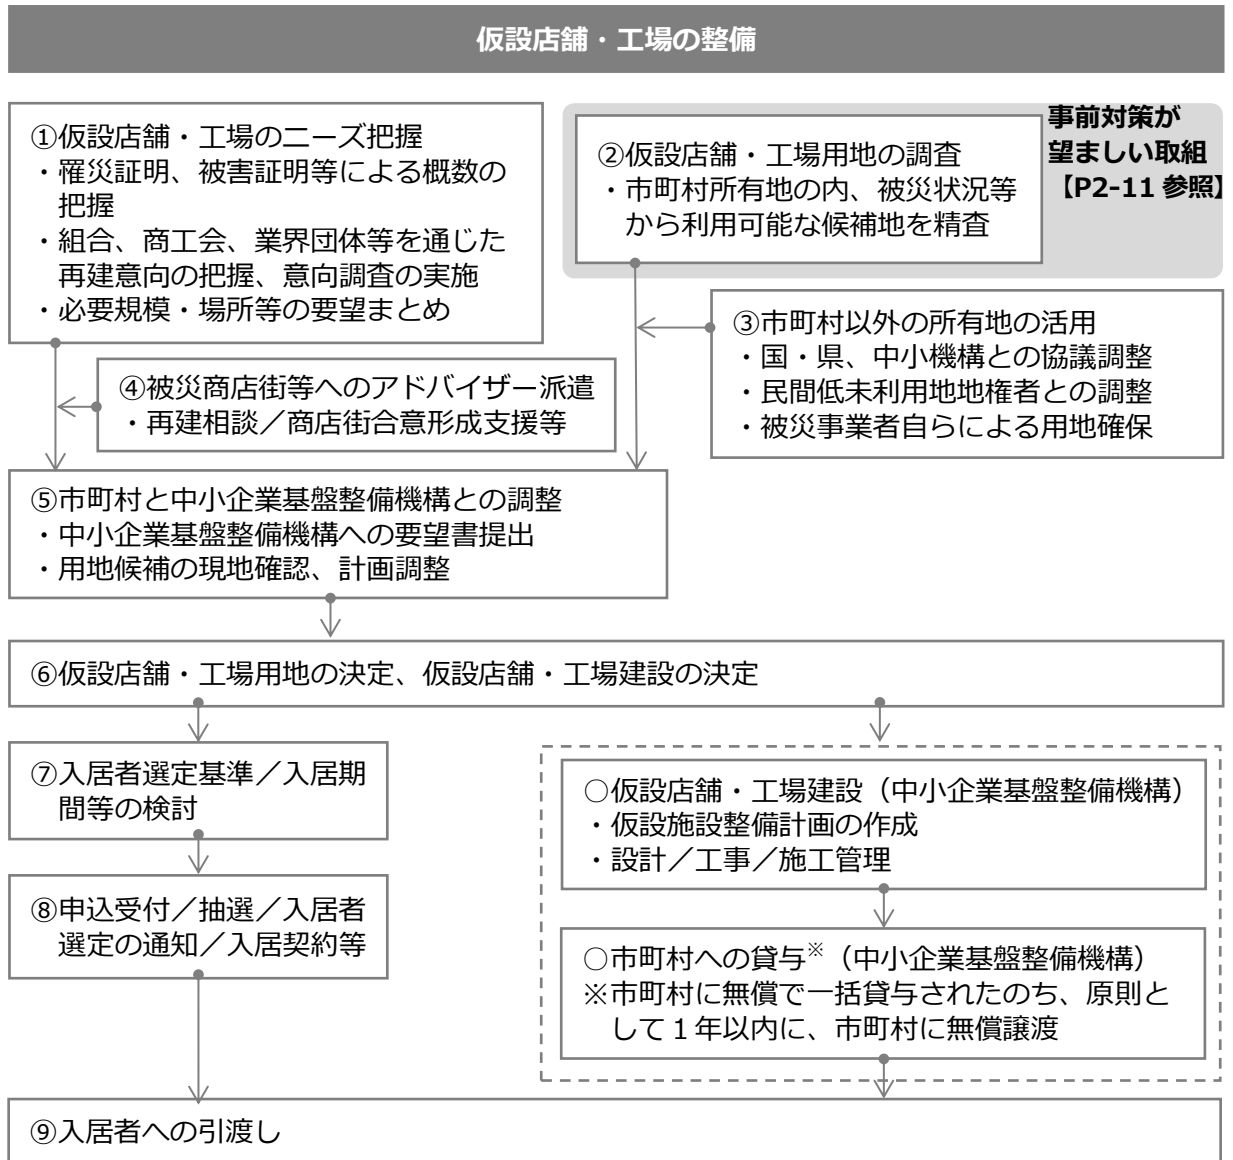 仮設店舗・工場の整備
①仮設店舗・工場のニーズ把握
・罹災証明、被害証明等による概数の
把握
・組合、商工会、業界団体等を通じた
再建意向の把握、意向調査の実施
・必要規模・場所等の要望まとめ
②仮設店舗・工場用地の調査
・市町村所有地の内、被災状況等
から利用可能な候補地を精査
事前対策が
望ましい取組
【P2-11 参照】
③市町村以外の所有地の活用
・国・県、中小機構との協議調整
・民間低未利用地地権者との調整
・被災事業者自らによる用地確保
④被災商店街等へのアドバイザー派遣
・再建相談／商店街合意形成支援等
⑤市町村と中小企業基盤整備機構との調整
・中小企業基盤整備機構への要望書提出
・用地候補の現地確認、計画調整
⑥仮設店舗・工場用地の決定、仮設店舗・工場建設の決定
⑦入居者選定基準／入居期
間等の検討
⑧申込受付／抽選／入居者
選定の通知／入居契約等
○仮設店舗・工場建設（中小企業基盤整備機構）
・仮設施設整備計画の作成
・設計／工事／施工管理
○市町村への貸与※（中小企業基盤整備機構）
※市町村に無償で一括貸与されたのち、原則と
して１年以内に、市町村に無償譲渡
⑨入居者への引渡し